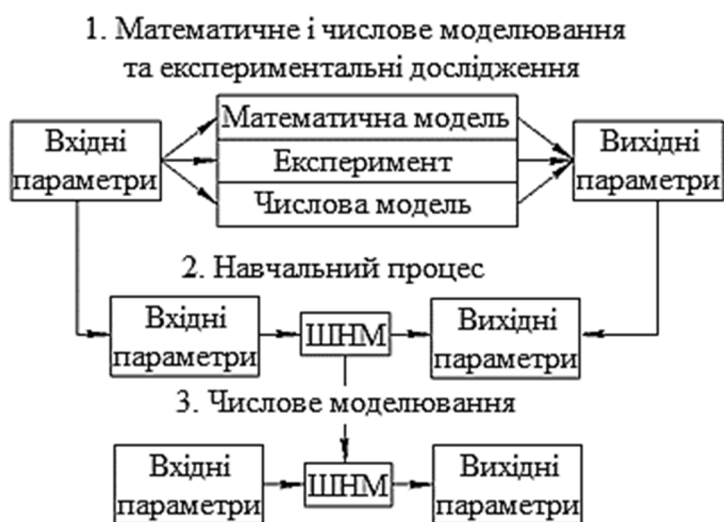 1. Математичне і числове моделювання
та експериментальні дослідження
Вхідні
параметри
Математична модель
Експеримент
Числова модель
Вихідні
параметри
2. Навчальний процес
Вхідні
параметри
ШНМ
Вихідні
параметри
3. Числове моделювання
Вхідні
параметри
ШНМ
Вихідні
параметри